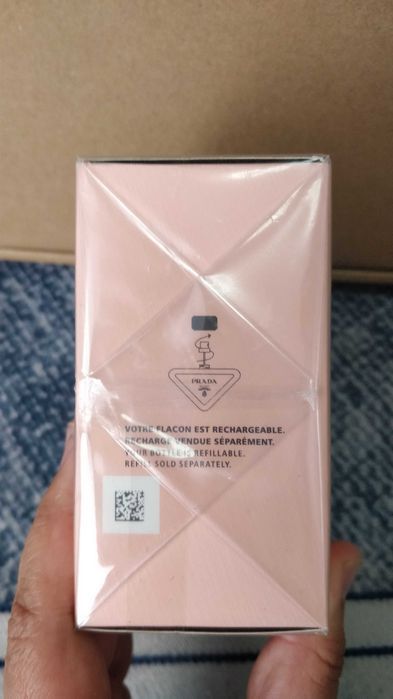 PRADA
VOTRE FLACON EST RECHARGEABLE.
RECHARGE VENDUE SÉPARÉMENT.
YOUR BOTTLE IS REFILLABLE.
REFILL SOLD SEPARATELY.